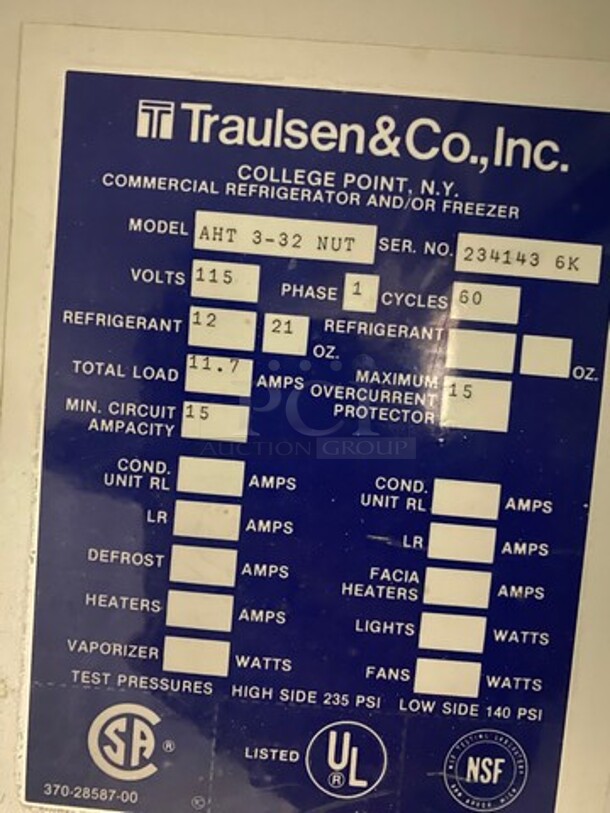 Traulsen & Co., Inc.
COLLEGE POINT, N.Y.
COMMERCIAL REFRIGERATOR AND/OR FREEZER
MODEL AHT 3-32 NUT SER. NO. 234143 6K
VOLTS 115 PHASE 1 CYCLES 60
REFRIGERANT 12 21 OZ. REFRIGERANT OZ.
TOTAL LOAD 11.7 AMPS MAXIMUM OVERCURRENT PROTECTOR 15
MIN. CIRCUIT AMPACITY 15
PCI
AUCTION GROUP
COND. UNIT RL AMPS COND. UNIT RL AMPS
LR AMPS LR AMPS
DEFROST AMPS FACIA HEATERS AMPS
HEATERS AMPS LIGHTS WATTS
VAPORIZER WATTS FANS WATTS
TEST PRESSURES HIGH SIDE 235 PSI LOW SIDE 140 PSI
SA ® LISTED UL ® NSF
370-28587-00